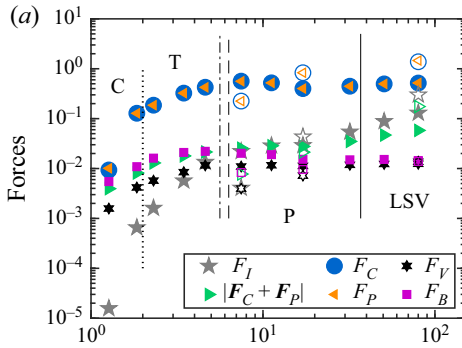 (a)
C T P LSV
Forces
10^1
10^0
10^−1
10^−2
10^−3
10^−4
10^−5
F_I F_C F_V
|F_C + F_P| F_P F_B
10^0 10^1 10^2